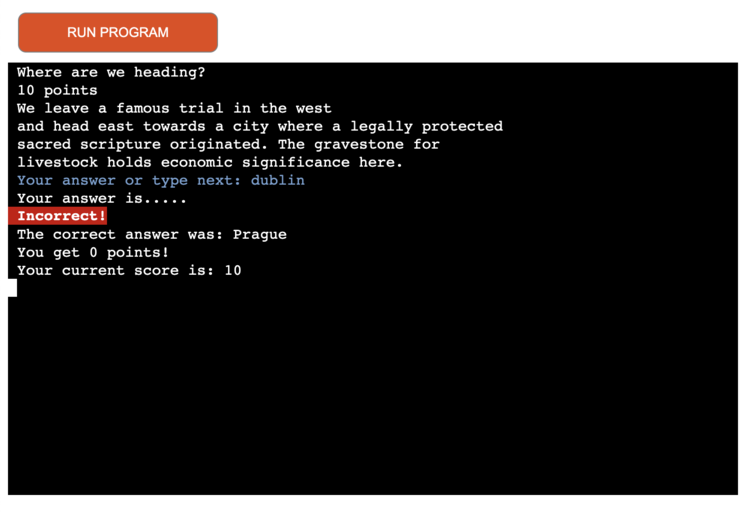 RUN PROGRAM
Where are we heading?
10 points
We leave a famous trial in the west
and head east towards a city where a legally protected
sacred scripture originated. The gravestone for
livestock holds economic significance here.
Your answer or type next: dublin
Your answer is.....
Incorrect!
The correct answer was: Prague
You get 0 points!
Your current score is: 10